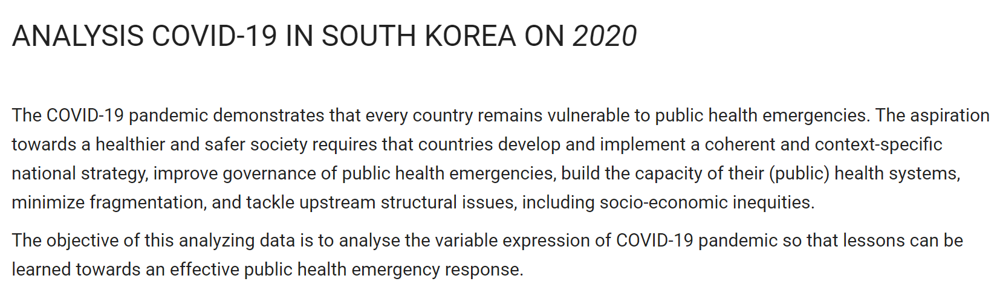 ANALYSIS COVID-19 IN SOUTH KOREA ON 2020
The COVID-19 pandemic demonstrates that every country remains vulnerable to public health emergencies. The aspiration
towards a healthier and safer society requires that countries develop and implement a coherent and context-specific
national strategy, improve governance of public health emergencies, build the capacity of their (public) health systems,
minimize fragmentation, and tackle upstream structural issues, including socio-economic inequities.
The objective of this analyzing data is to analyse the variable expression of COVID-19 pandemic so that lessons can be
learned towards an effective public health emergency response.